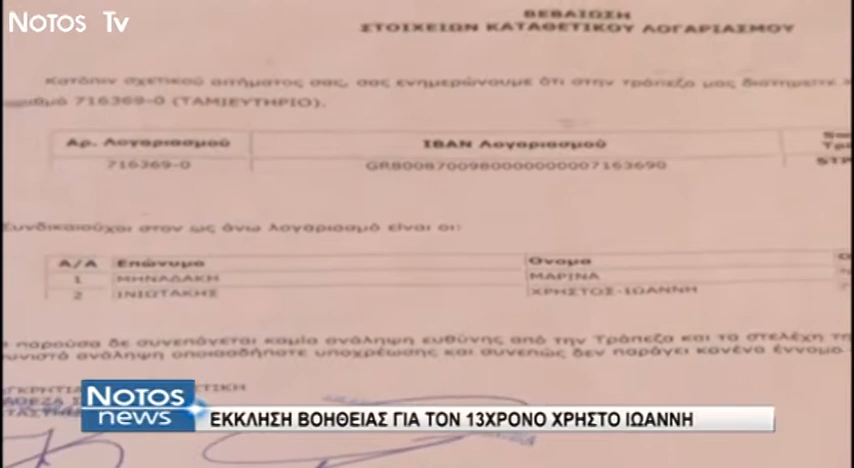 NOTOS TV
ΒΕΒΑΙΩΣΗ
ΣΤΟΙΧΕΙΩΝ ΚΑΤΑΘΕΤΙΚΟΥ ΛΟΓΑΡΙΑΣΜΟΥ
Κατόπιν σχετικού αιτήματος σας, σας ενημερώνουμε ότι στην τράπεζα μας διατηρείτε
αριθμό 716369-0 (ΤΑΜΙΕΥΤΗΡΙΟ).
Αρ. Λογαριασμού IBAN Λογαριασμού
716369-0 GR8008700980000000007163690
Συνδικαιούχοι στον ως άνω λογαριασμό είναι οι:
Α/Α Επώνυμο Όνομα
1 ΜΗΝΑΔΑΚΗ ΜΑΡΙΝΑ
2 ΙΝΙΩΤΑΚΗΣ ΧΡΗΣΤΟΣ-ΙΩΑΝΝΗ
παρούσα δε συνεπάγεται καμία ανάληψη ευθύνης από την Τράπεζα και τα στελέχη
ανάληψη οποιασδήποτε υποχρέωσης και συνεπώς δεν παράγει κανένα έννομο
NOTOS
news
ΕΚΚΛΗΣΗ ΒΟΗΘΕΙΑΣ ΓΙΑ ΤΟΝ 13ΧΡΟΝΟ ΧΡΗΣΤΟ ΙΩΑΝΝΗ